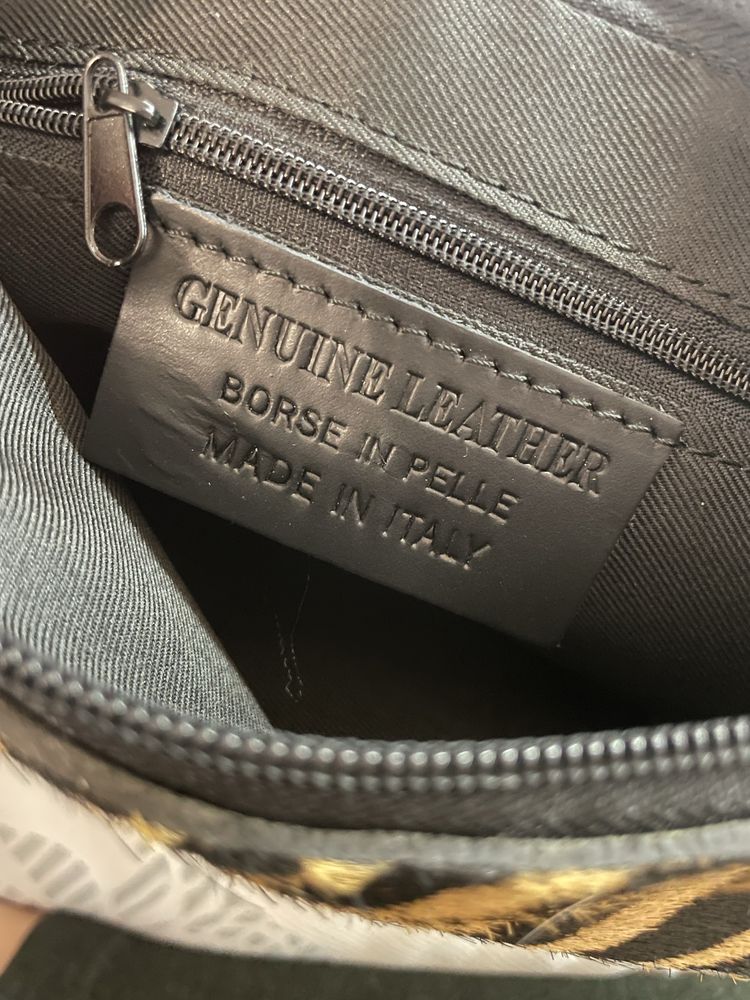 GENUINE LEATHER
BORSE IN PELLE
MADE IN ITALY